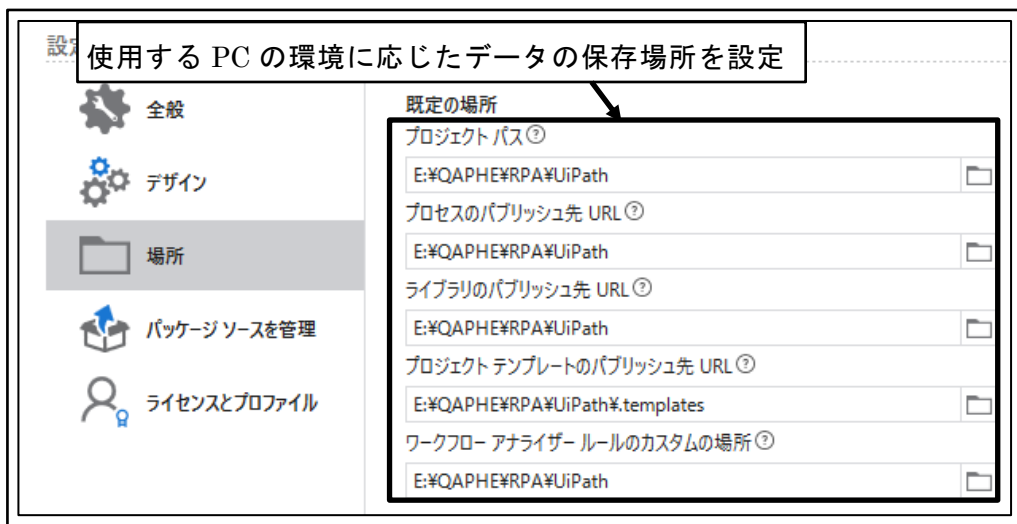 設
使用する PC の環境に応じたデータの保存場所を設定
全般
デザイン
場所
パッケージ ソースを管理
ライセンスとプロファイル
既定の場所
プロジェクト パス?
E:¥QAPHE¥RPA¥UiPath
プロセスのパブリッシュ先 URL?
E:¥QAPHE¥RPA¥UiPath
ライブラリのパブリッシュ先 URL?
E:¥QAPHE¥RPA¥UiPath
プロジェクト テンプレートのパブリッシュ先 URL?
E:¥QAPHE¥RPA¥UiPath¥.templates
ワークフロー アナライザー ルールのカスタムの場所?
E:¥QAPHE¥RPA¥UiPath